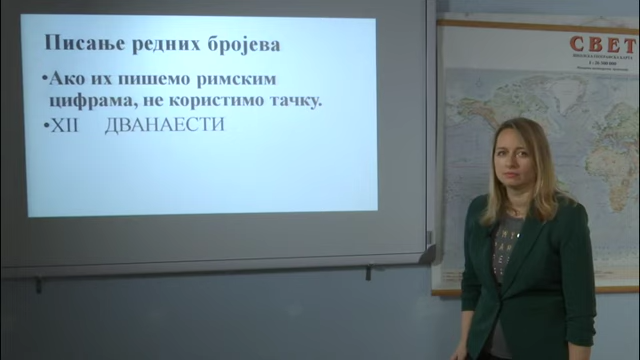 Писање редних бројева
•Ако их пишемо римским
цифрама, не користимо тачку.
•XII ДВАНАЕСТИ
СВЕТ